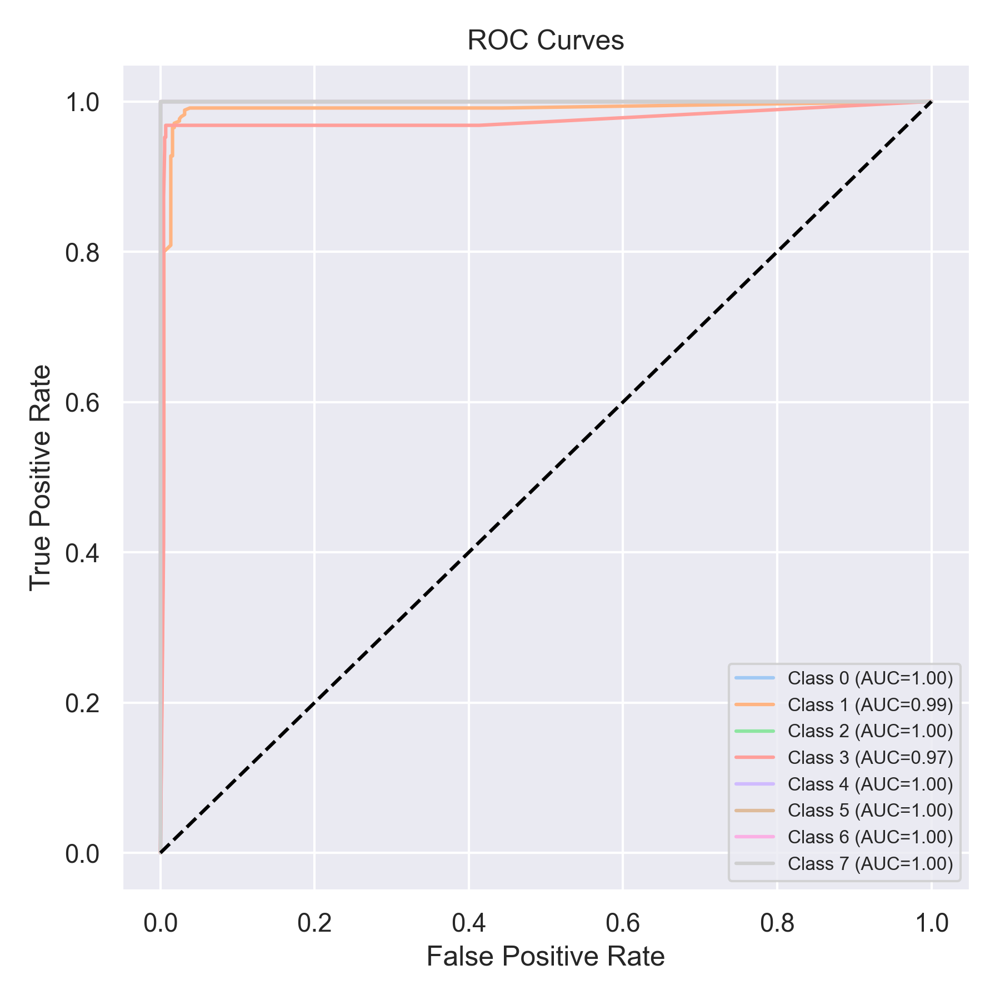 ROC Curves
1.0
0.8
0.6
0.4
0.2
0.0
True Positive Rate
0.0 0.2 0.4 0.6 0.8 1.0
False Positive Rate
Class 0 (AUC=1.00)
Class 1 (AUC=0.99)
Class 2 (AUC=1.00)
Class 3 (AUC=0.97)
Class 4 (AUC=1.00)
Class 5 (AUC=1.00)
Class 6 (AUC=1.00)
Class 7 (AUC=1.00)